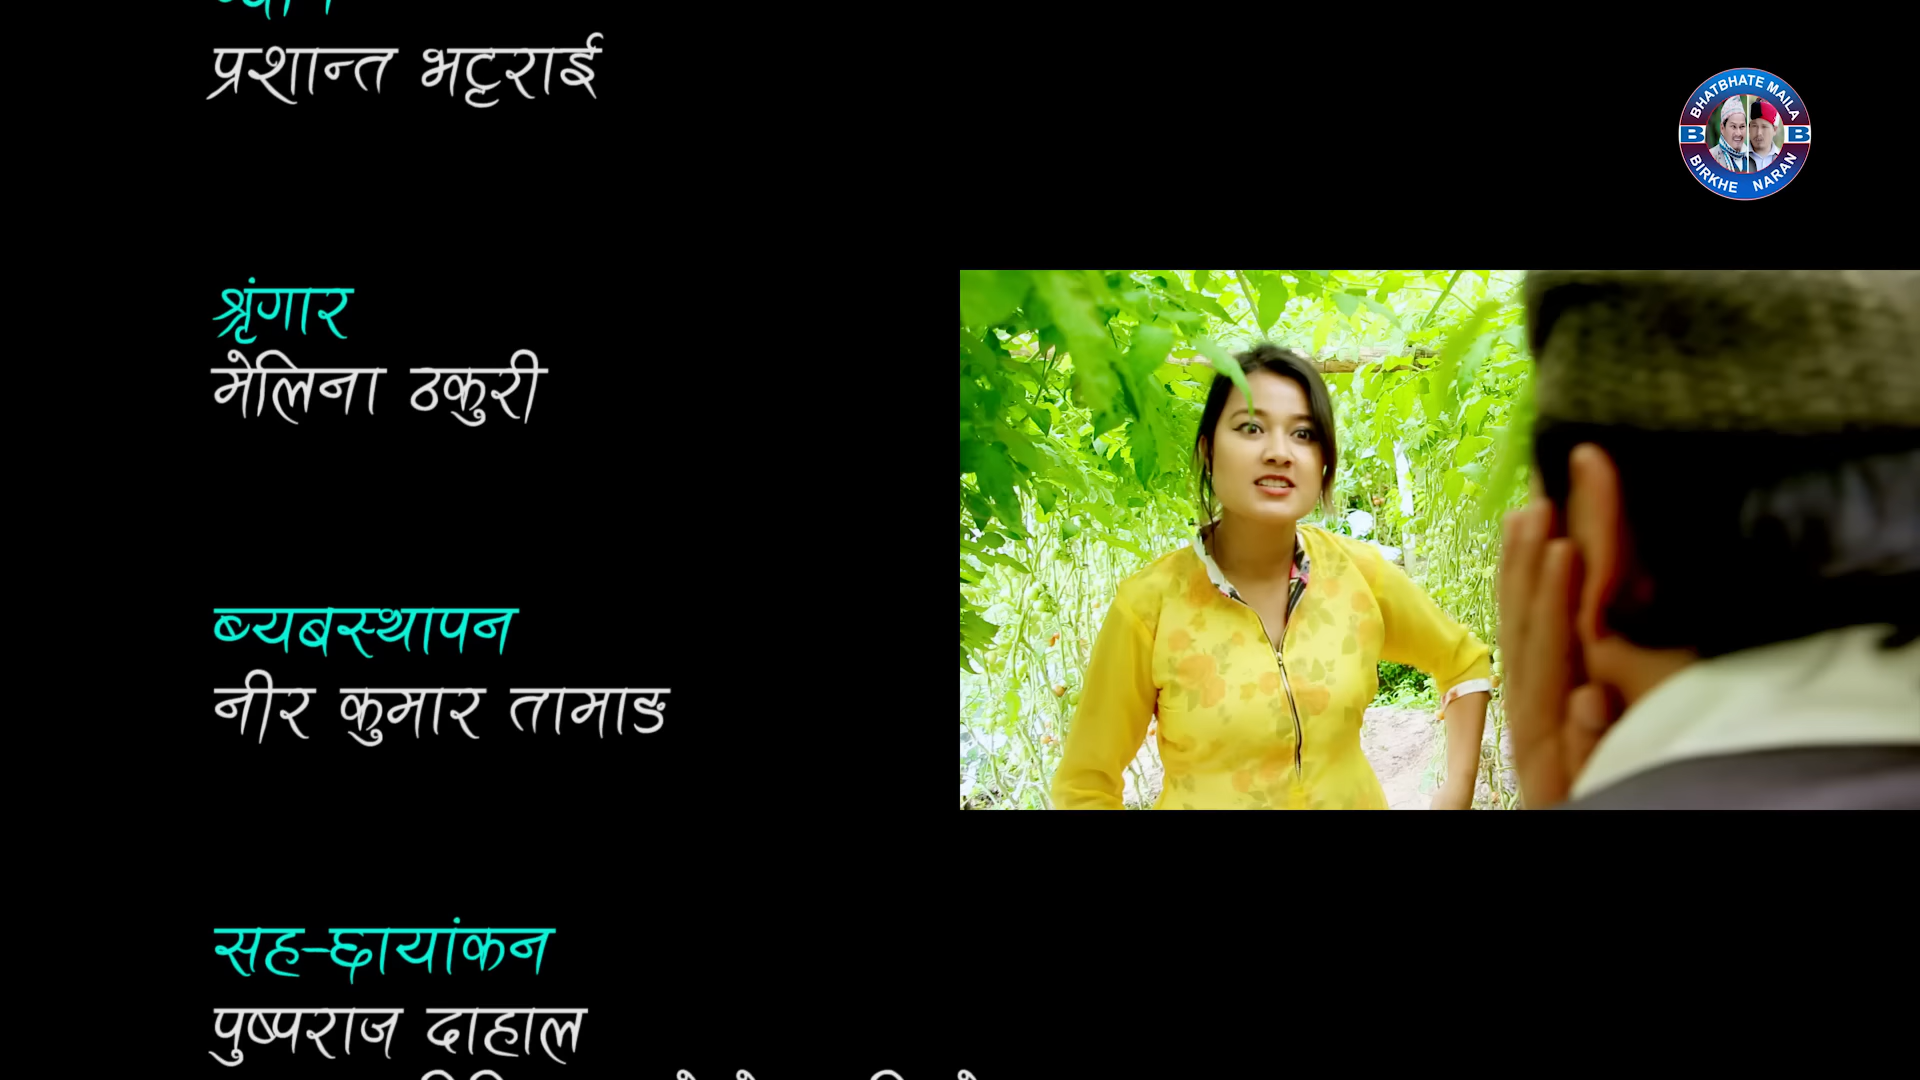 प्रशान्त भट्टराई
BHATBHATE MAILA
B B
BIRKHE NARAN
श्रृंगार
मेलिना ठकुरी
ब्यबस्थापन
नीर कुमार तामाङ
सह-छायांकन
पुष्पराज दाहाल